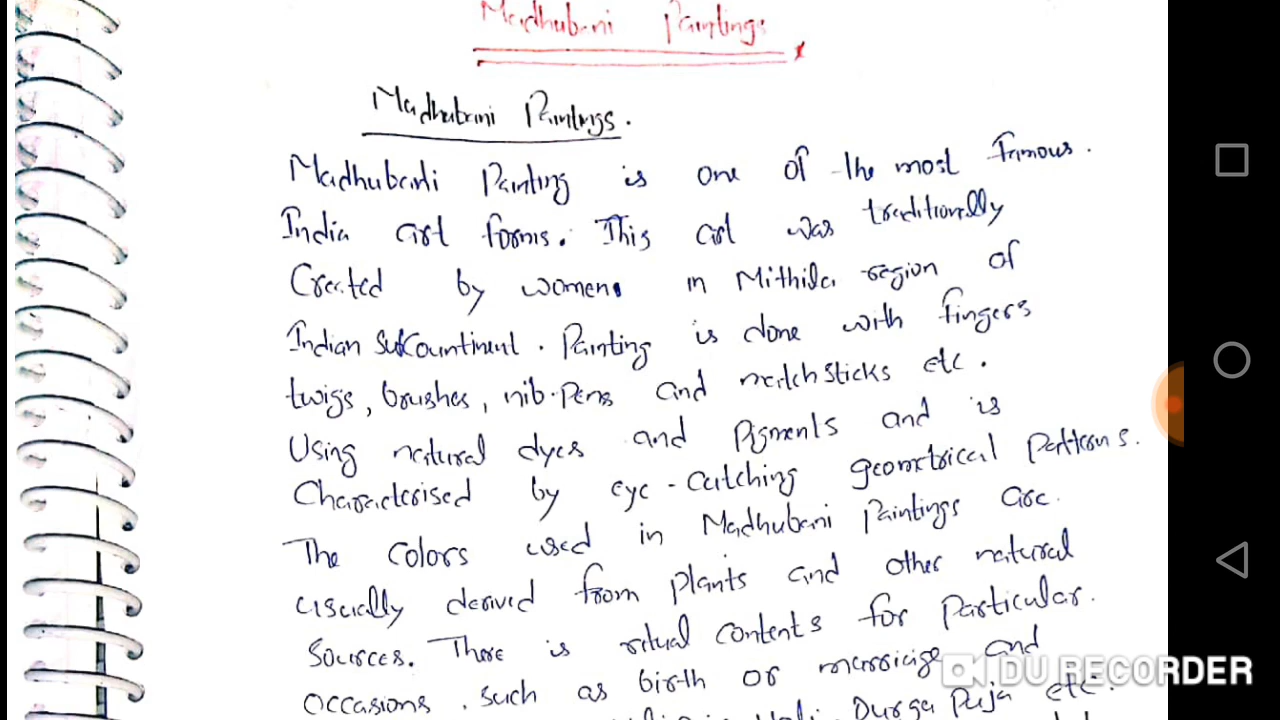 Madhubani Paintings
Madhubani Paintings.
Madhubani Painting is one of the most famous.
India art forms. This art was traditionally
Created by women in Mithila region of
Indian SubCountinent. Painting is done with fingers
twigs, brushes, nib-pens and matchsticks etc.
Using natural dyes and pigments and is
Characterised by eye-catching geometrical patterns.
The colors used in Madhubani Paintings are
usually derived from plants and other natural
Sources. There is ritual contents for particular.
occasions, such as birth or marriage and
Holi, Durga Puja etc.
DU RECORDER